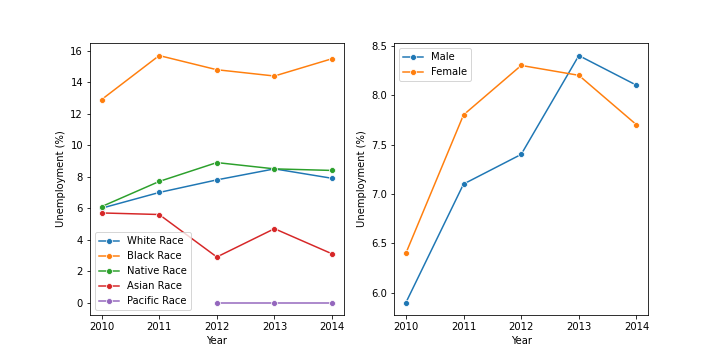 16
14
12
10
8
6
4
2
0
Unemployment (%)
White Race
Black Race
Native Race
Asian Race
Pacific Race
2010 2011 2012 2013 2014
Year
8.5
8.0
7.5
7.0
6.5
6.0
Unemployment (%)
Male
Female
2010 2011 2012 2013 2014
Year